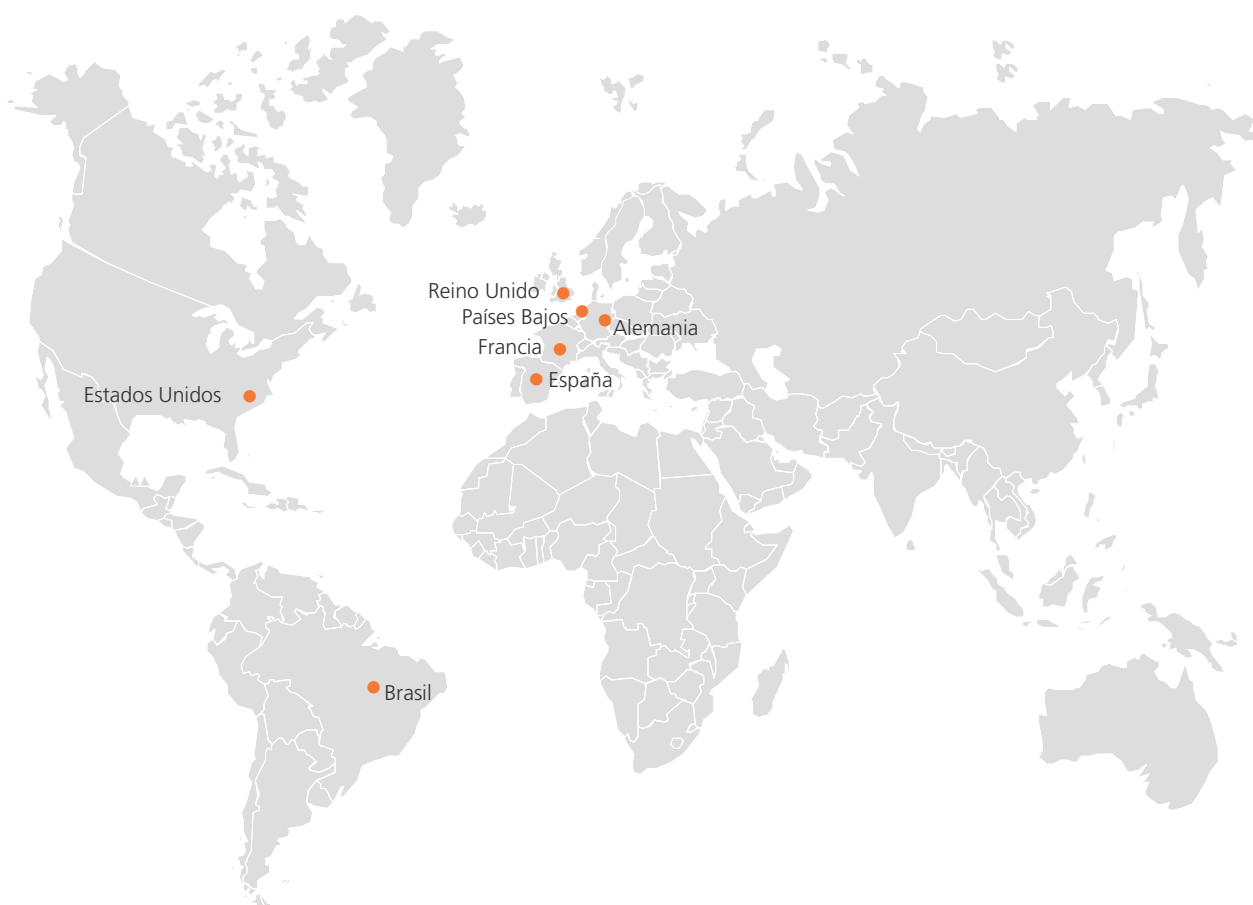 Reino Unido
Países Bajos
Alemania
Francia
España
Estados Unidos
Brasil